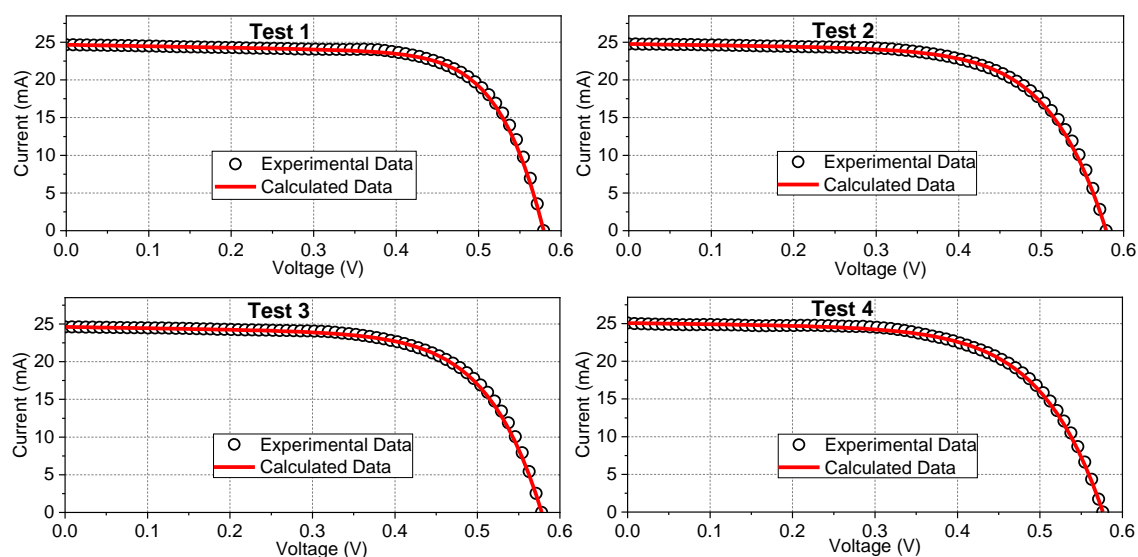 Test 1
Current (mA)
25
20
15
10
5
0
Experimental Data
Calculated Data
0.0 0.1 0.2 0.3 0.4 0.5 0.6
Voltage (V)
Test 2
Current (mA)
25
20
15
10
5
0
Experimental Data
Calculated Data
0.0 0.1 0.2 0.3 0.4 0.5 0.6
Voltage (V)
Test 3
Current (mA)
25
20
15
10
5
0
Experimental Data
Calculated Data
0.0 0.1 0.2 0.3 0.4 0.5 0.6
Voltage (V)
Test 4
Current (mA)
25
20
15
10
5
0
Experimental Data
Calculated Data
0.0 0.1 0.2 0.3 0.4 0.5 0.6
Voltage (V)